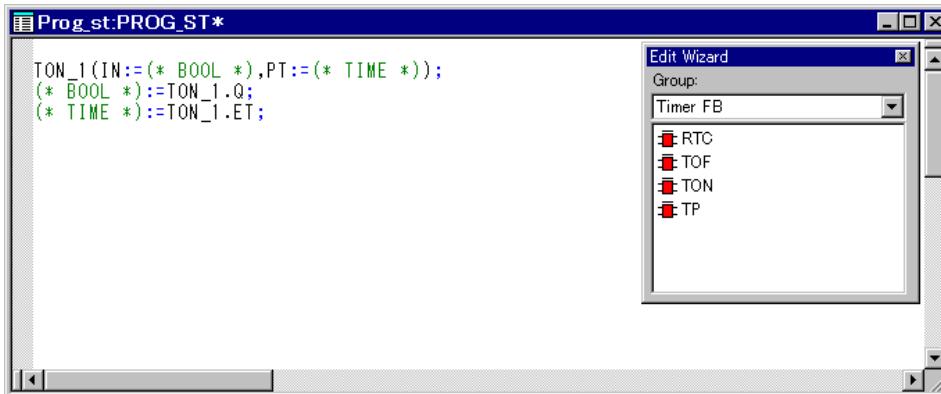 Prog_st:PROG_ST*
TON_1(IN:=(* BOOL *),PT:=(* TIME *));
(* BOOL *):=TON_1.Q;
(* TIME *):=TON_1.ET;
Edit Wizard
Group:
Timer FB
RTC
TOF
TON
TP